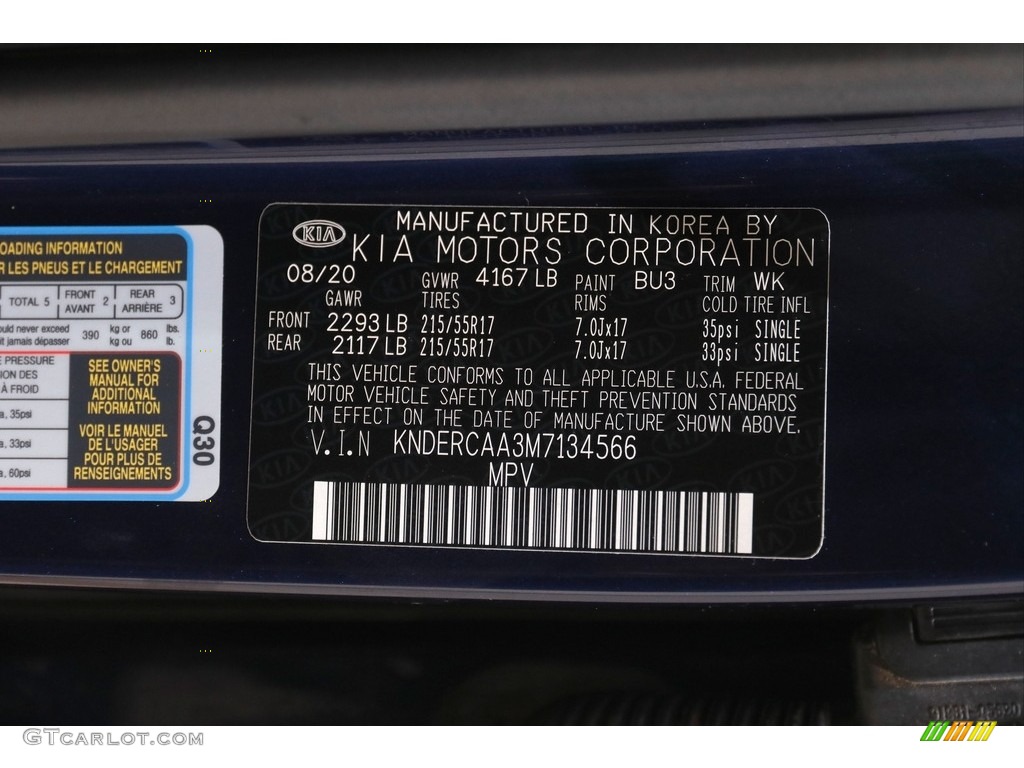 OADING INFORMATION
R LES PNEUS ET LE CHARGEMENT
TOTAL 5 FRONT AVANT 2 REAR ARRIÈRE 3
ould never exceed
it jamais dépasser 390 kg or kg ou 860 lbs. lb.
E PRESSURE
ION DES
À FROID
a, 35psi
a, 33psi
a, 60psi
SEE OWNER'S
MANUAL FOR
ADDITIONAL
INFORMATION
VOIR LE MANUEL
DE L'USAGER
POUR PLUS DE
RENSEIGNEMENTS
Q30
KIA
MANUFACTURED IN KOREA BY
KIA MOTORS CORPORATION
08/20 GVWR 4167 LB PAINT BU3 TRIM WK
GAWR TIRES RIMS COLD TIRE INFL
FRONT 2293 LB 215/55R17 7.0Jx17 35psi SINGLE
REAR 2117 LB 215/55R17 7.0Jx17 33psi SINGLE
THIS VEHICLE CONFORMS TO ALL APPLICABLE U.S.A. FEDERAL
MOTOR VEHICLE SAFETY AND THEFT PREVENTION STANDARDS
IN EFFECT ON THE DATE OF MANUFACTURE SHOWN ABOVE.
V.I.N KNDERCAA3M7134566
MPV
GTcarlot.com